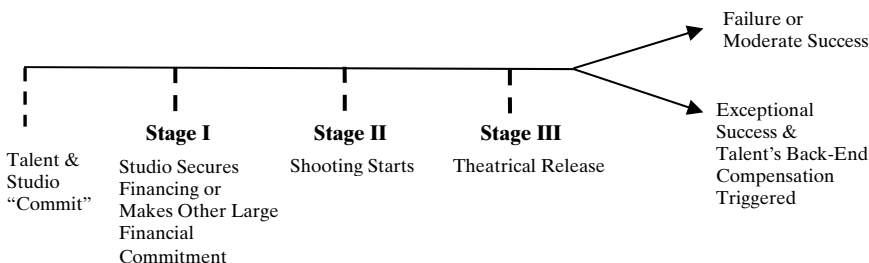 Failure or
Moderate Success
Stage I
Stage II
Stage III
Talent &
Studio
“Commit”
Studio Secures
Financing or
Makes Other Large
Financial
Commitment
Shooting Starts
Theatrical Release
Exceptional
Success &
Talent’s Back-End
Compensation
Triggered